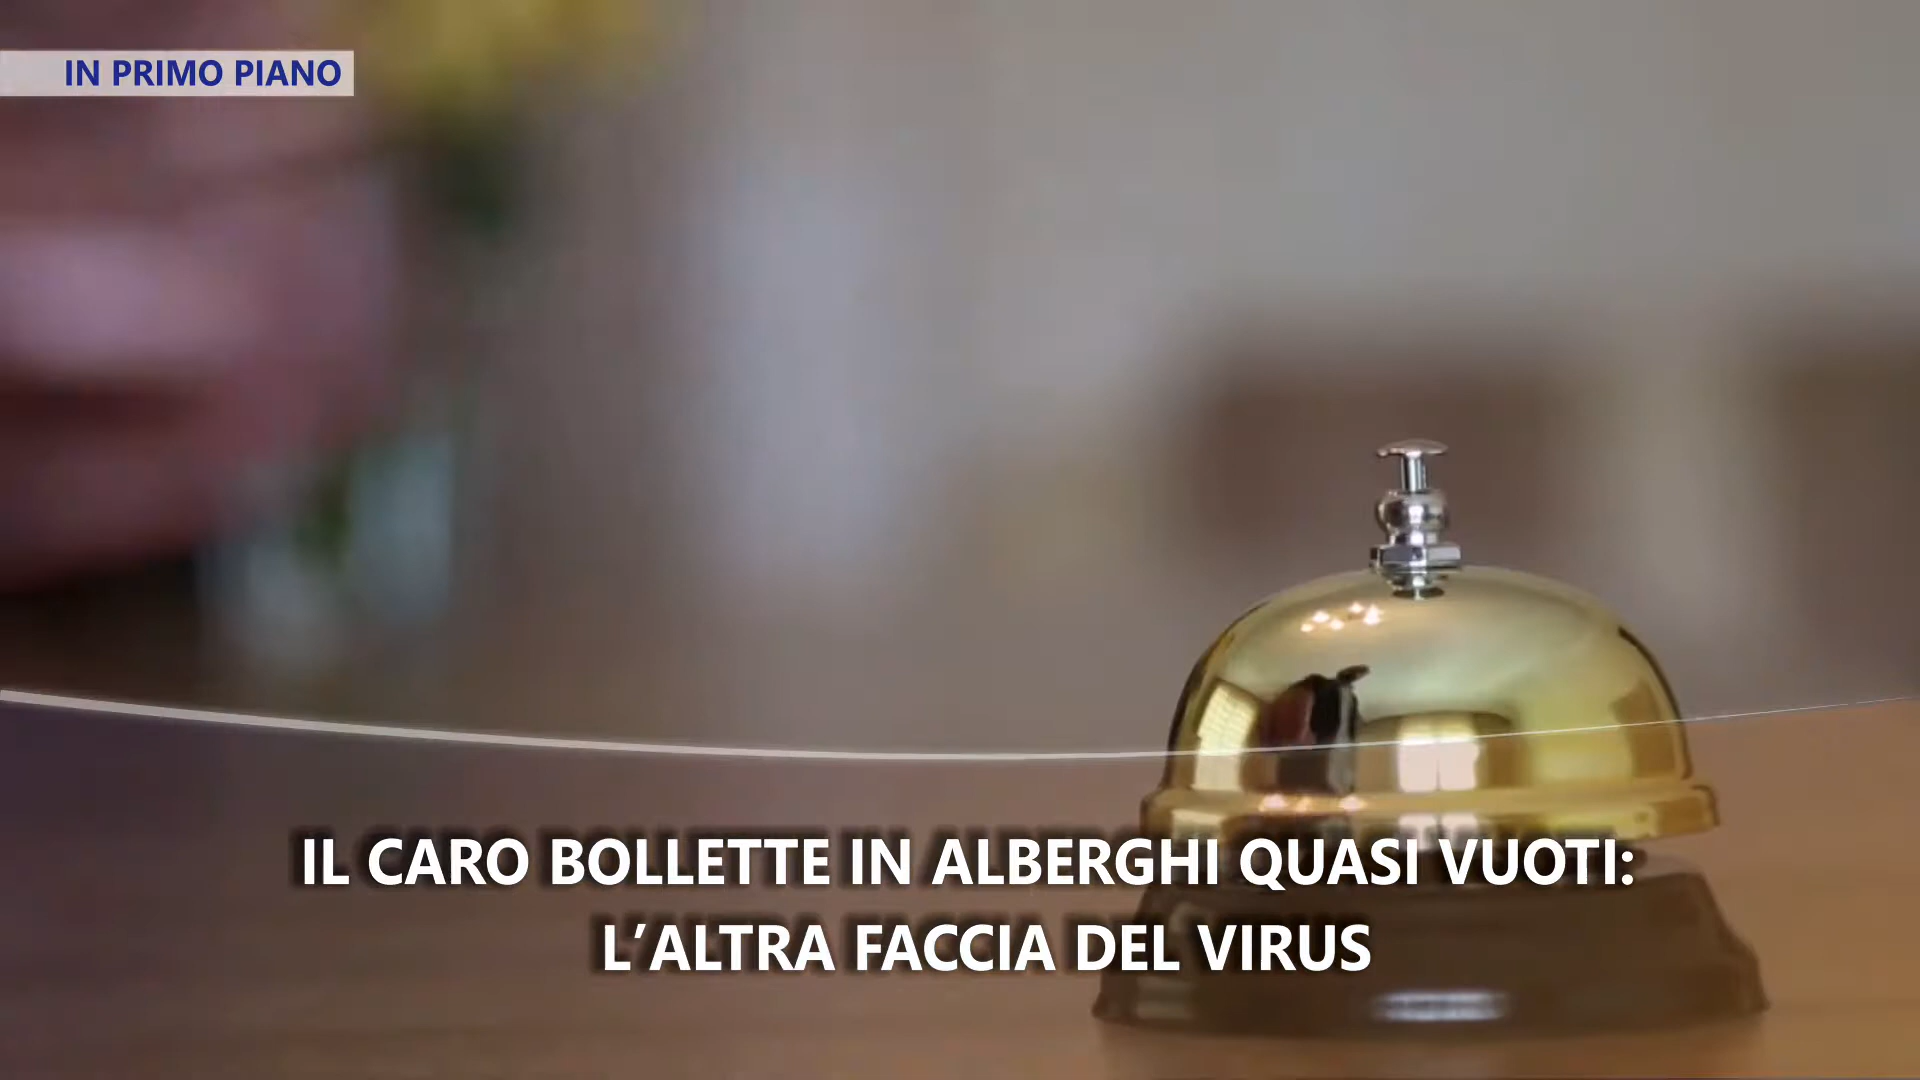 IN PRIMO PIANO
IL CARO BOLLETTE IN ALBERGHI QUASI VUOTI:
L’ALTRA FACCIA DEL VIRUS